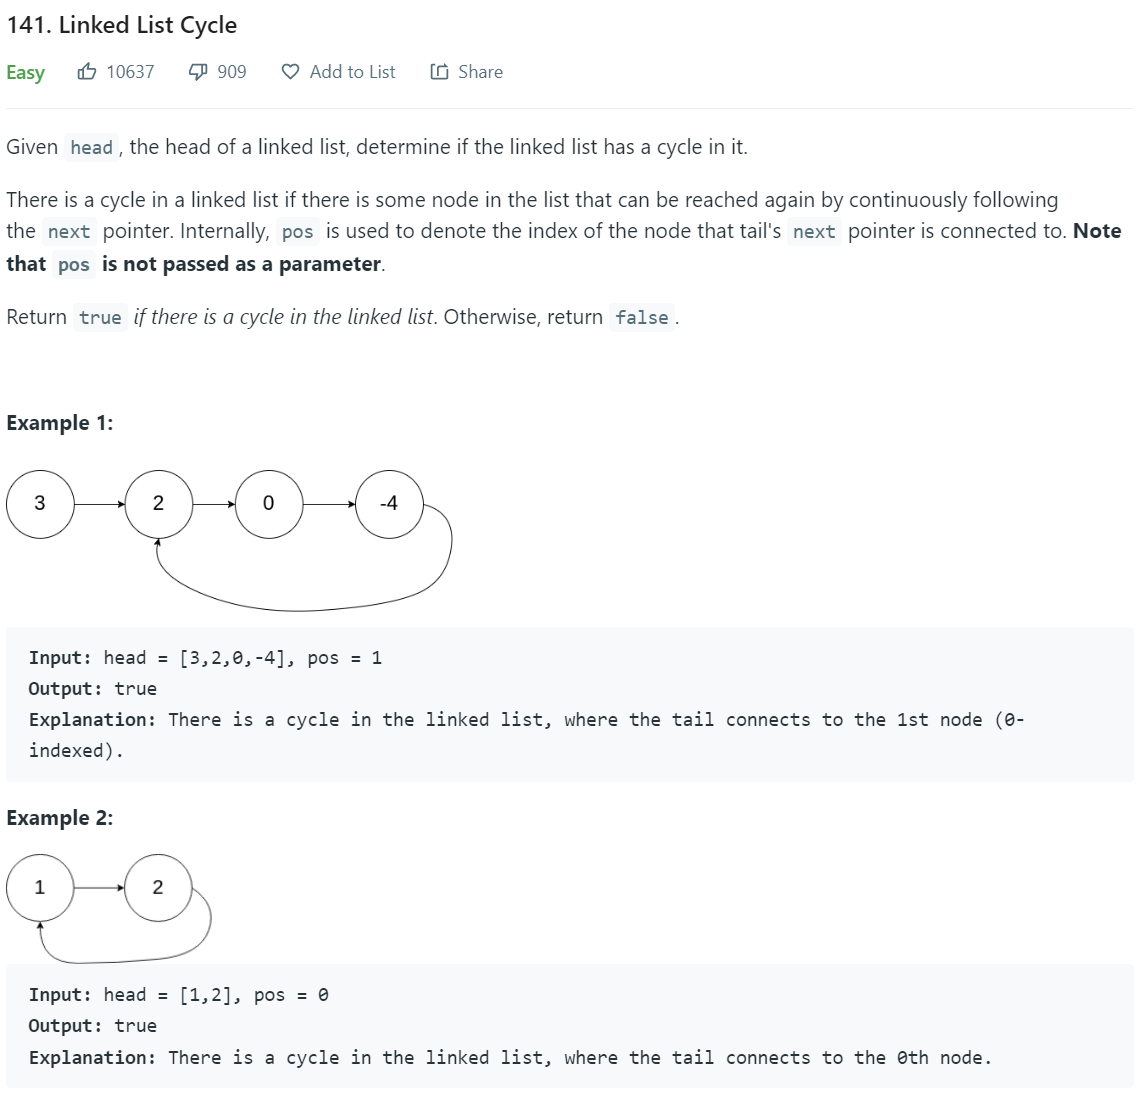 141. Linked List Cycle
Easy 10637 909 Add to List Share
Given head, the head of a linked list, determine if the linked list has a cycle in it.
There is a cycle in a linked list if there is some node in the list that can be reached again by continuously following
the next pointer. Internally, pos is used to denote the index of the node that tail's next pointer is connected to. Note
that pos is not passed as a parameter.
Return true if there is a cycle in the linked list. Otherwise, return false.
Example 1:
3 2 0 -4
Input: head = [3,2,0,-4], pos = 1
Output: true
Explanation: There is a cycle in the linked list, where the tail connects to the 1st node (0-
indexed).
Example 2:
1 2
Input: head = [1,2], pos = 0
Output: true
Explanation: There is a cycle in the linked list, where the tail connects to the 0th node.